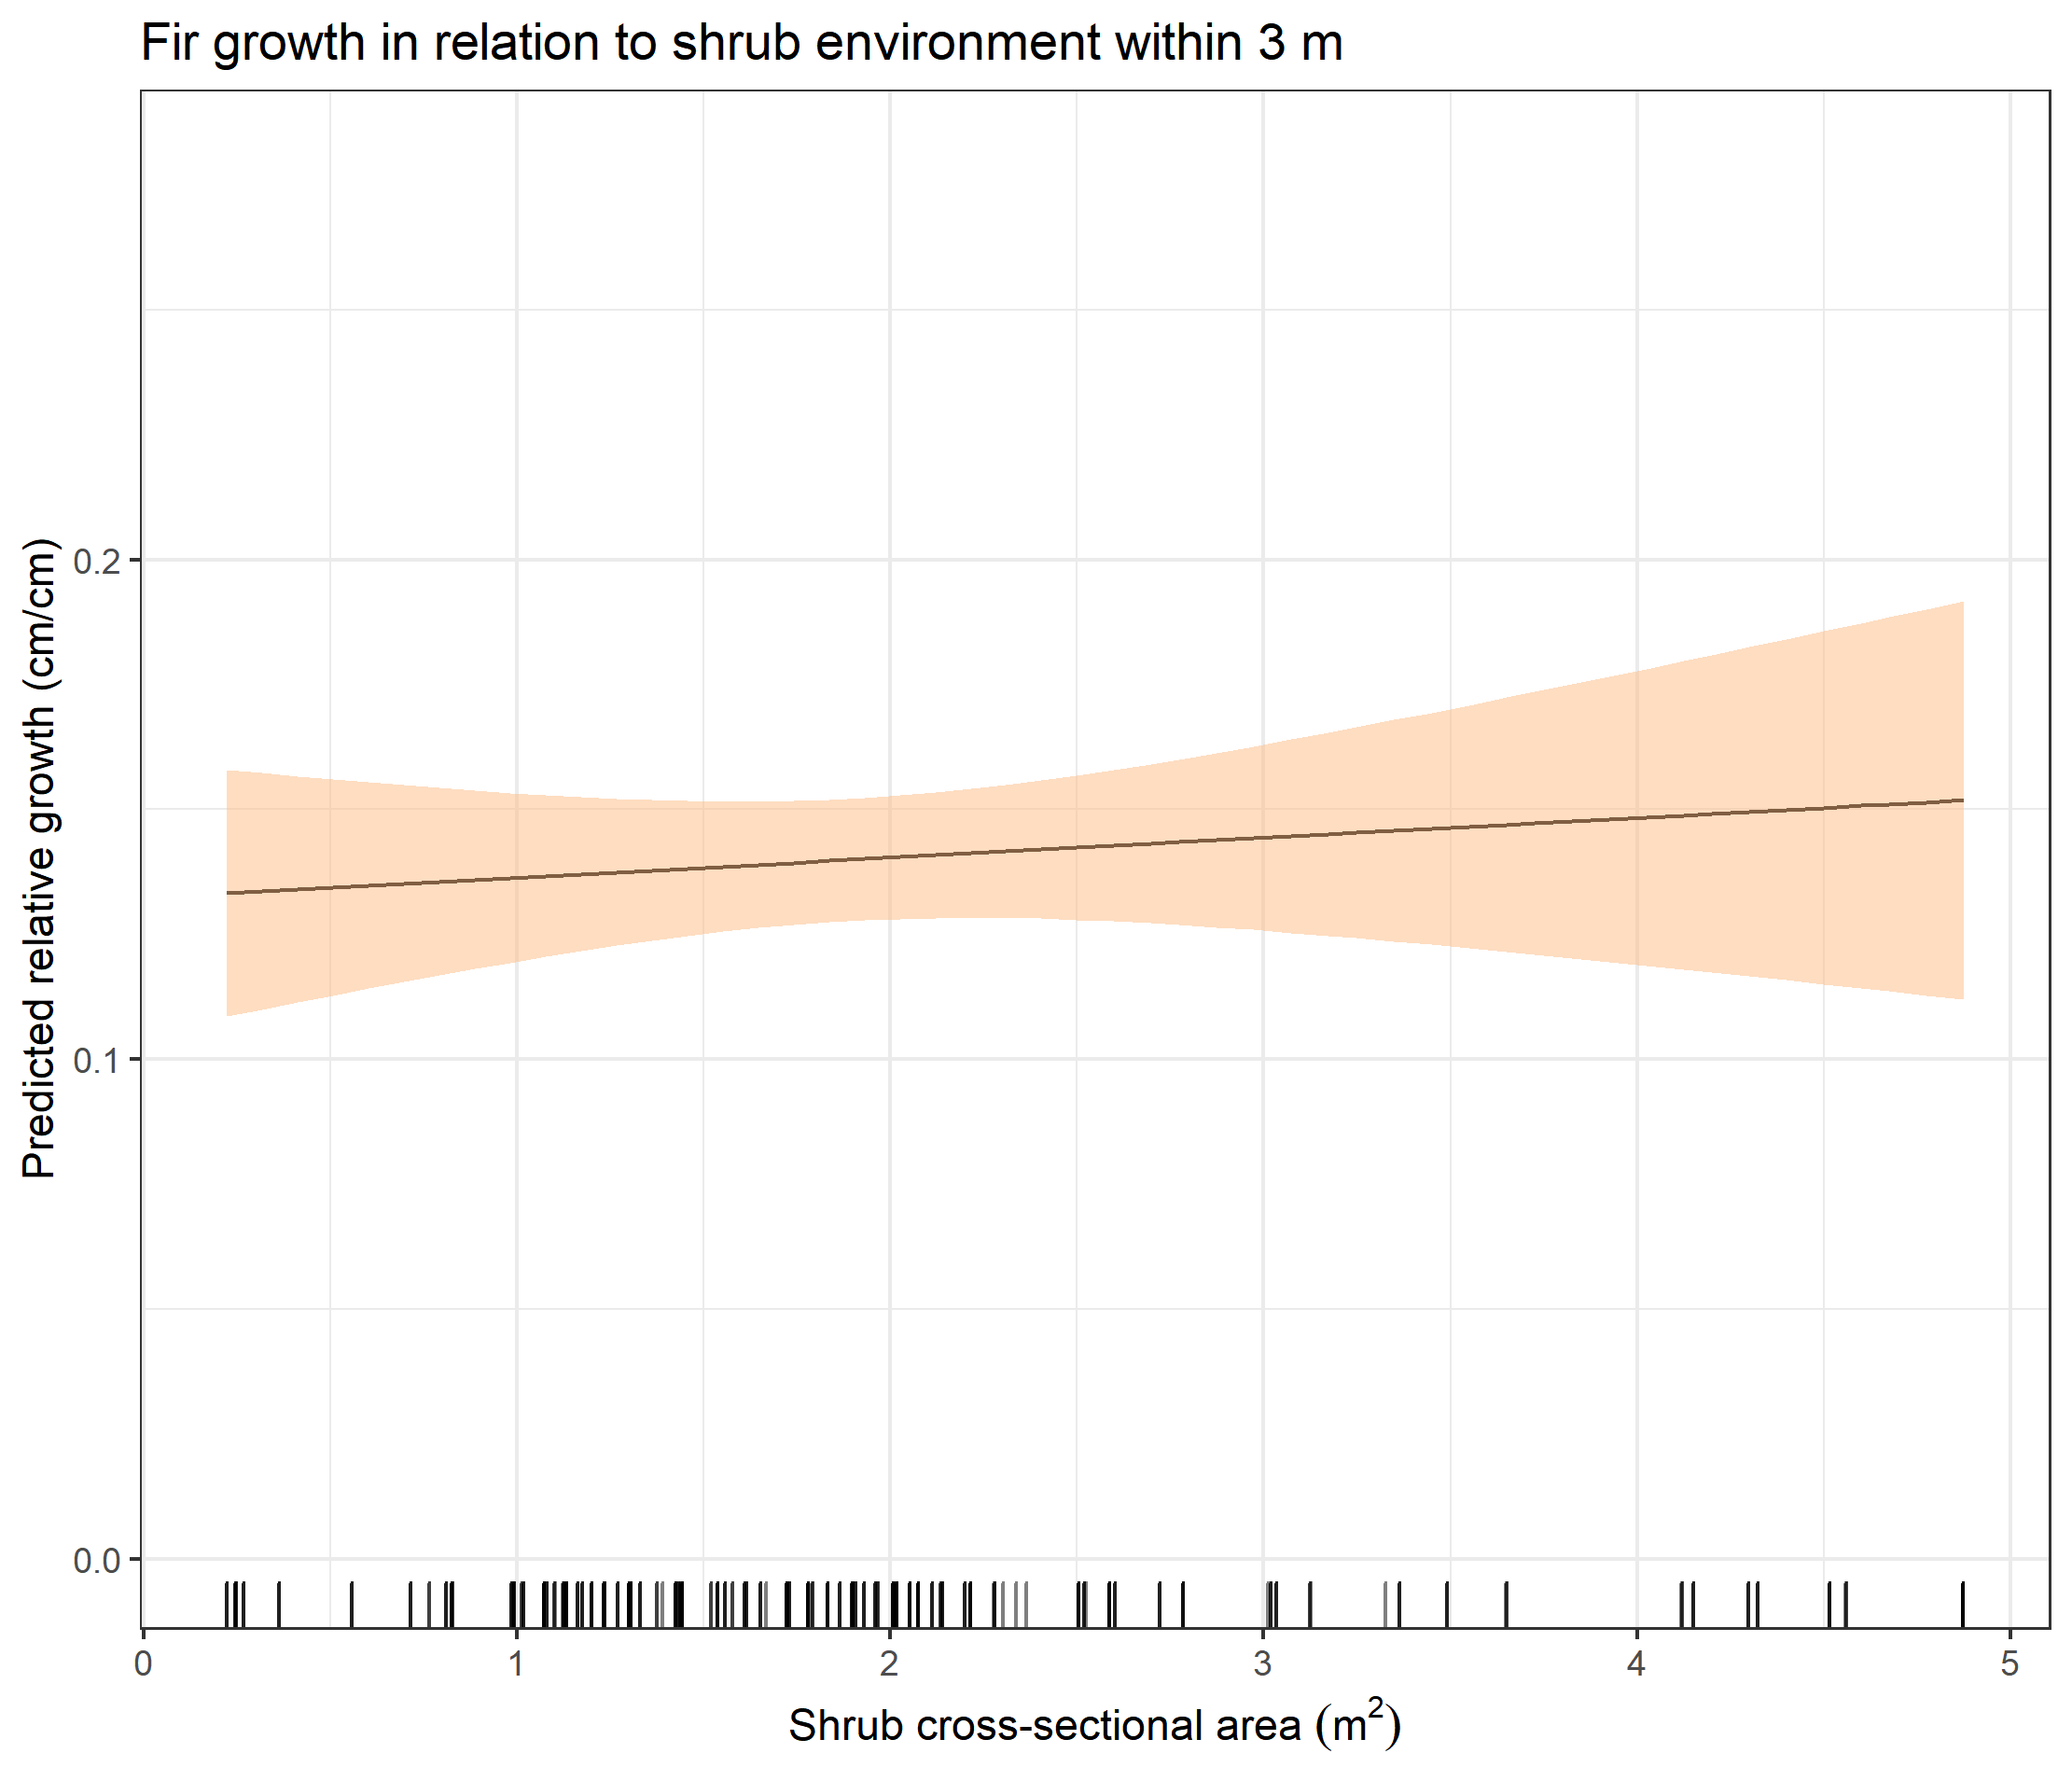 Fir growth in relation to shrub environment within 3 m
Predicted relative growth (cm/cm)
0.2
0.1
0.0
0 1 2 3 4 5
Shrub cross-sectional area (m²)